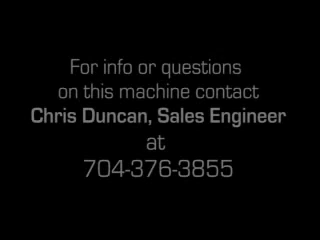 For info or questions
on this machine contact
Chris Duncan, Sales Engineer
at
704-376-3855